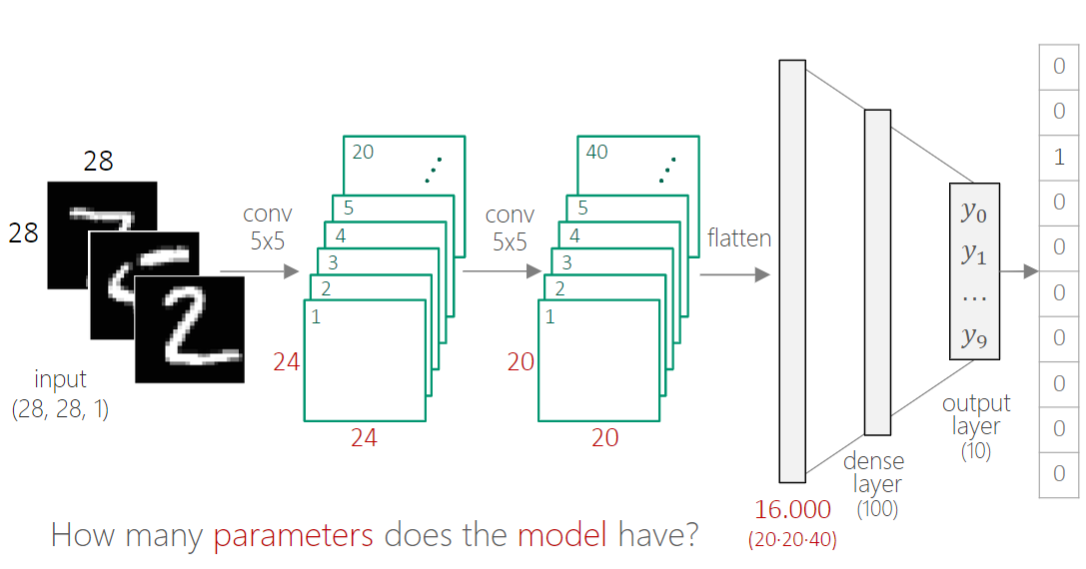 28
28
input
(28, 28, 1)
conv
5x5
20
5
4
3
2
1
24
24
conv
5x5
40
5
4
3
2
1
20
20
flatten
16.000
(20·20·40)
dense
layer
(100)
y₀
y₁
...
y₉
output
layer
(10)
0
0
1
0
0
0
0
0
0
0
How many parameters does the model have?